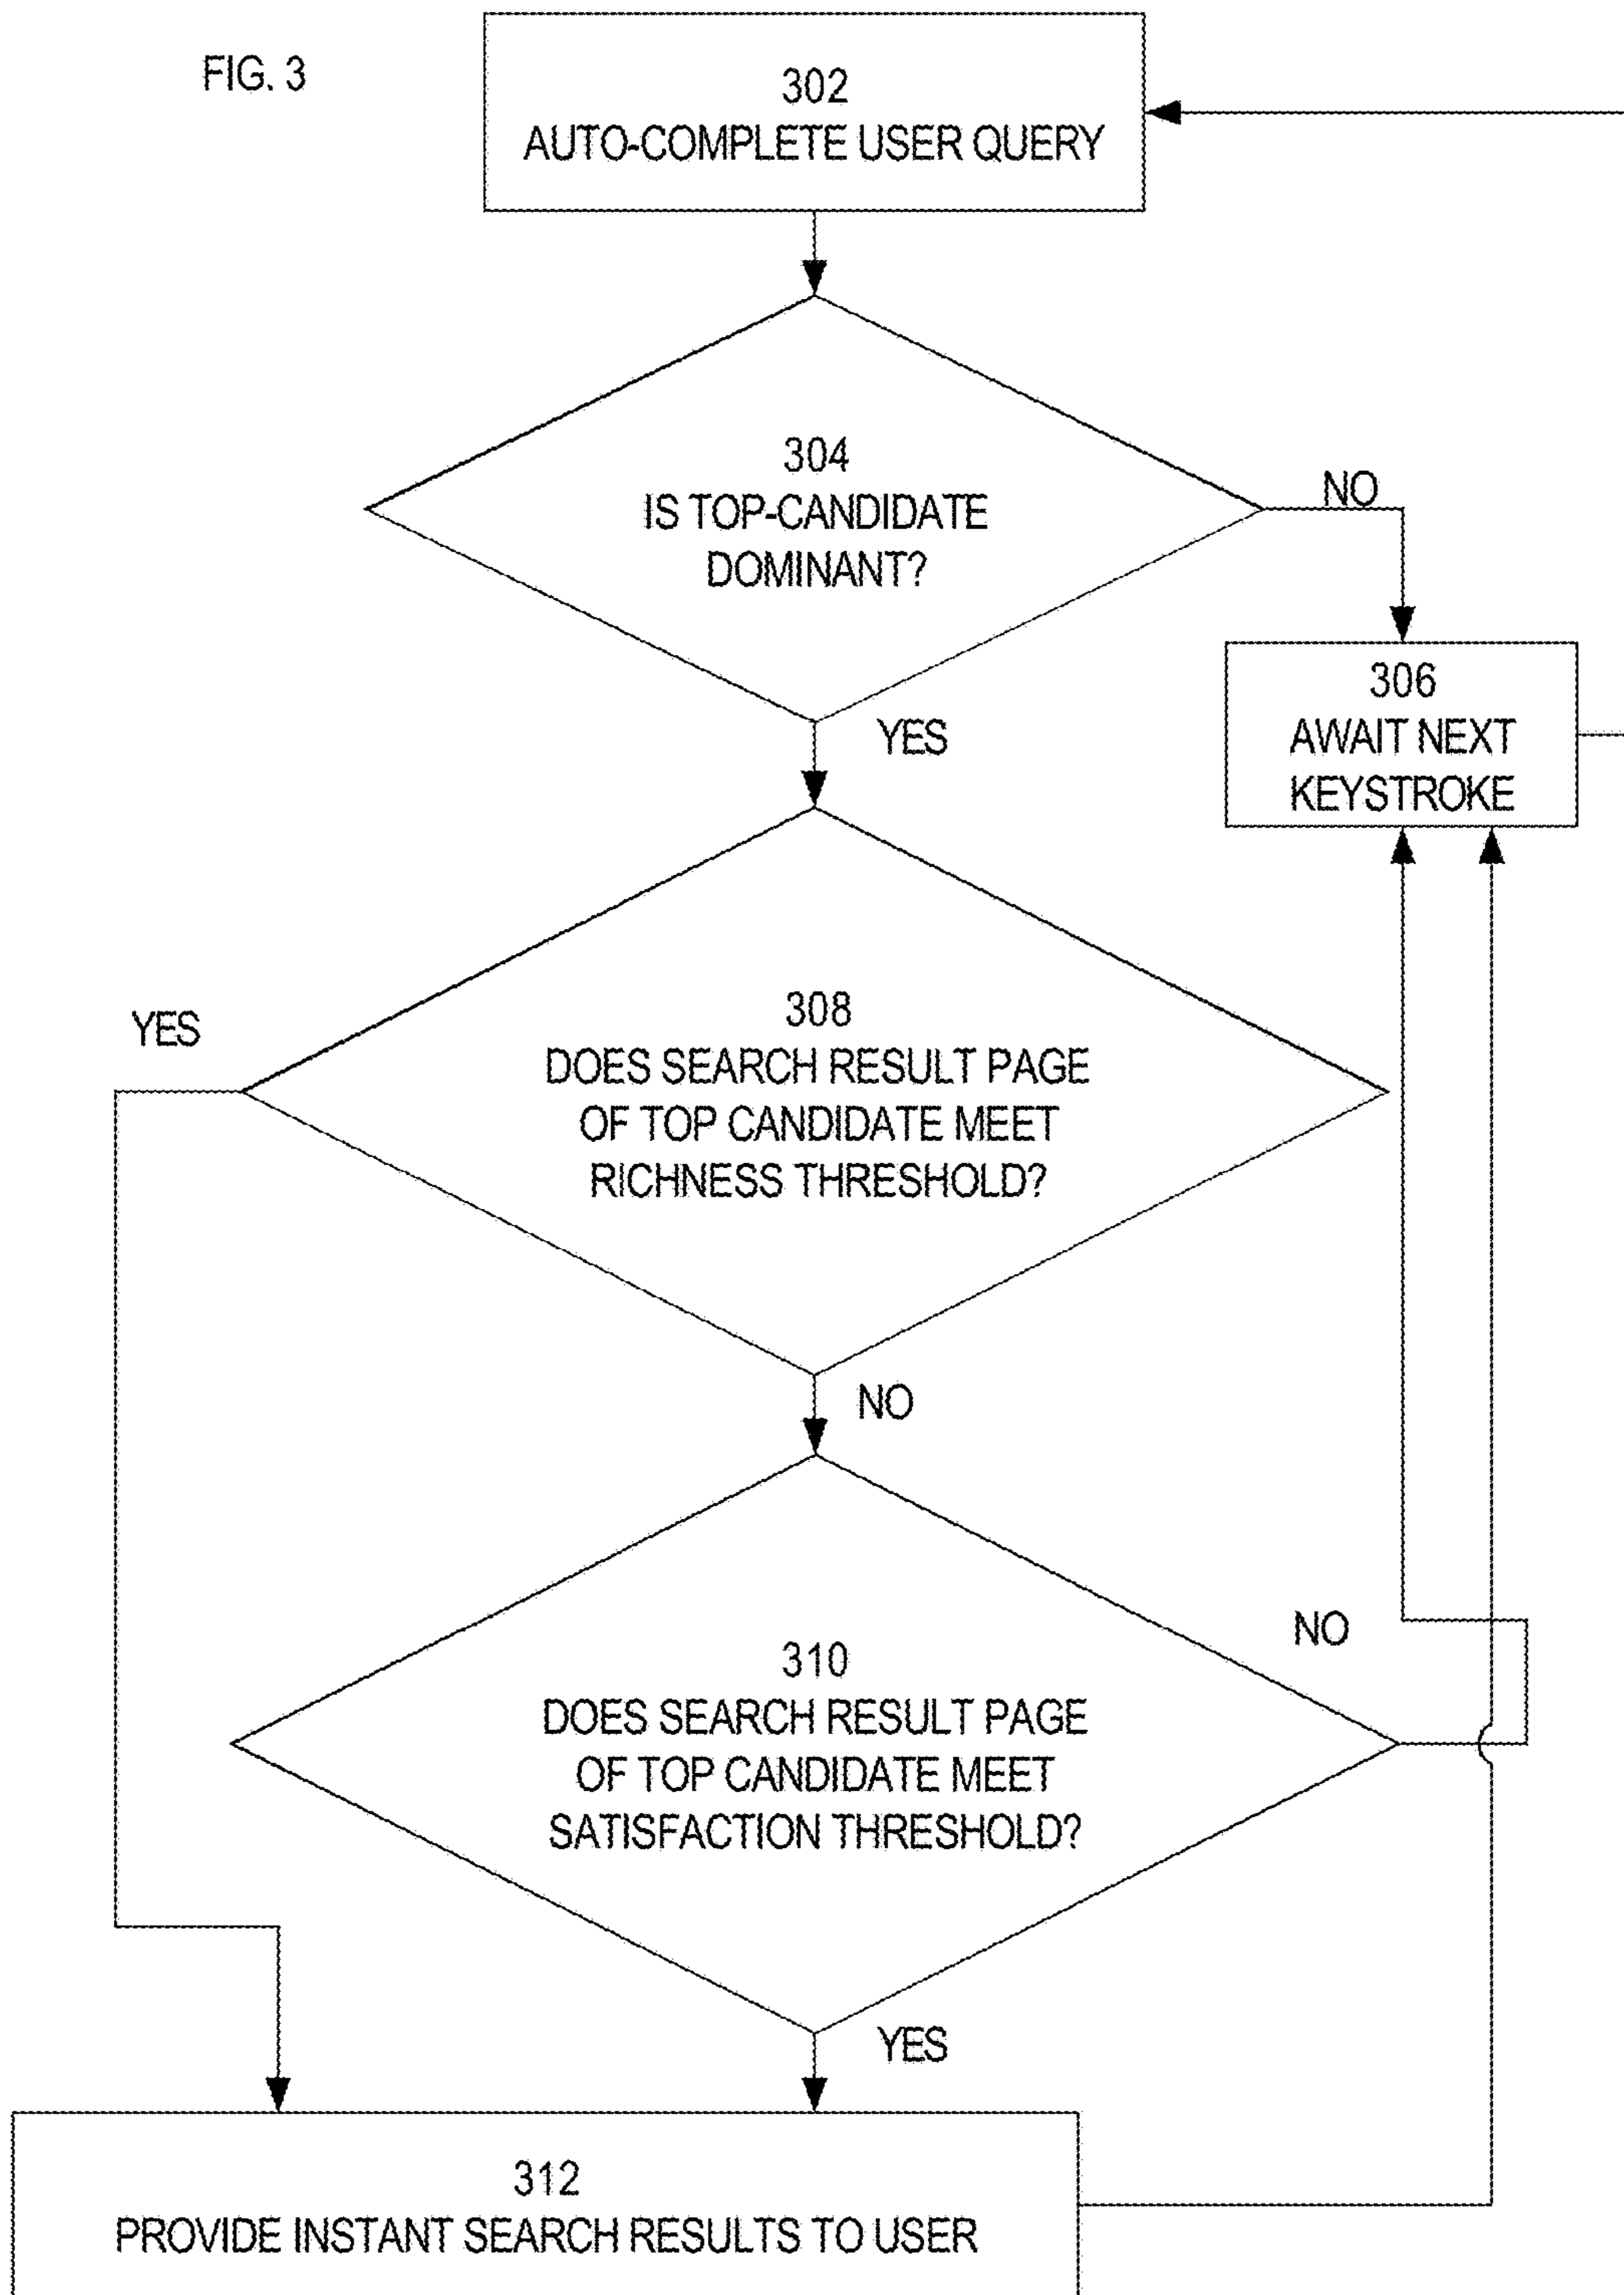 FIG. 3
302
AUTO-COMPLETE USER QUERY
304
IS TOP-CANDIDATE
DOMINANT?
NO
306
AWAIT NEXT
KEYSTROKE
YES
308
DOES SEARCH RESULT PAGE
OF TOP CANDIDATE MEET
RICHNESS THRESHOLD?
YES
NO
310
DOES SEARCH RESULT PAGE
OF TOP CANDIDATE MEET
SATISFACTION THRESHOLD?
NO
YES
312
PROVIDE INSTANT SEARCH RESULTS TO USER